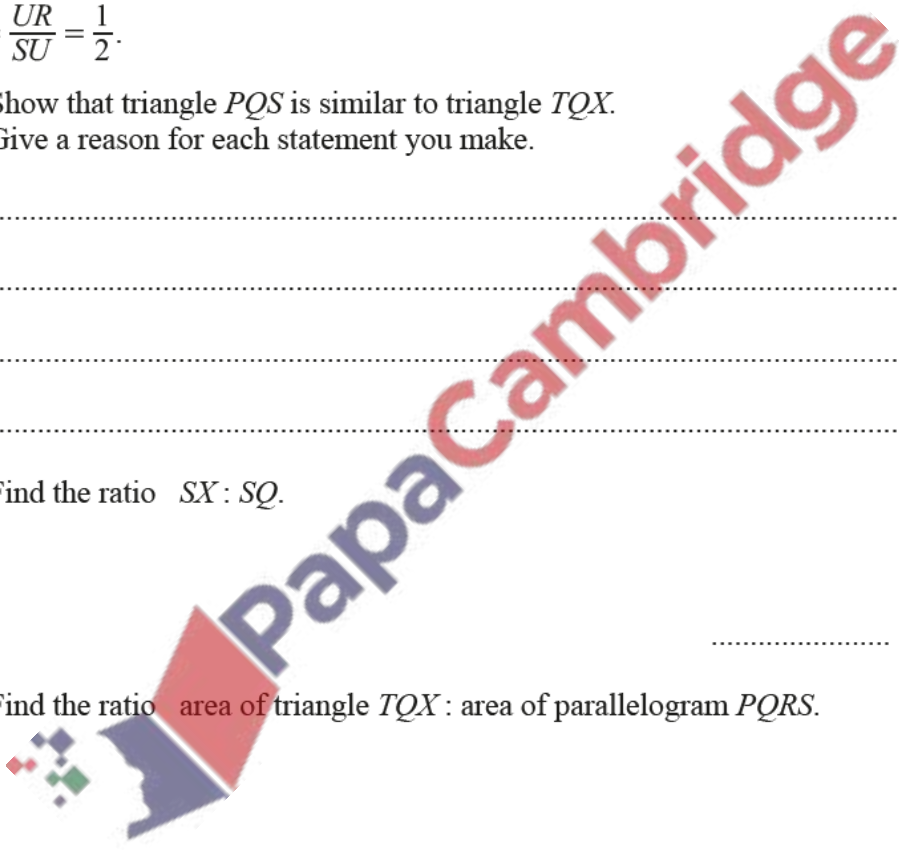 UR/SU = 1/2.
Show that triangle PQS is similar to triangle TQX.
Give a reason for each statement you make.
Find the ratio SX : SQ.
Find the ratio area of triangle TQX : area of parallelogram PQRS.
PapaCambridge